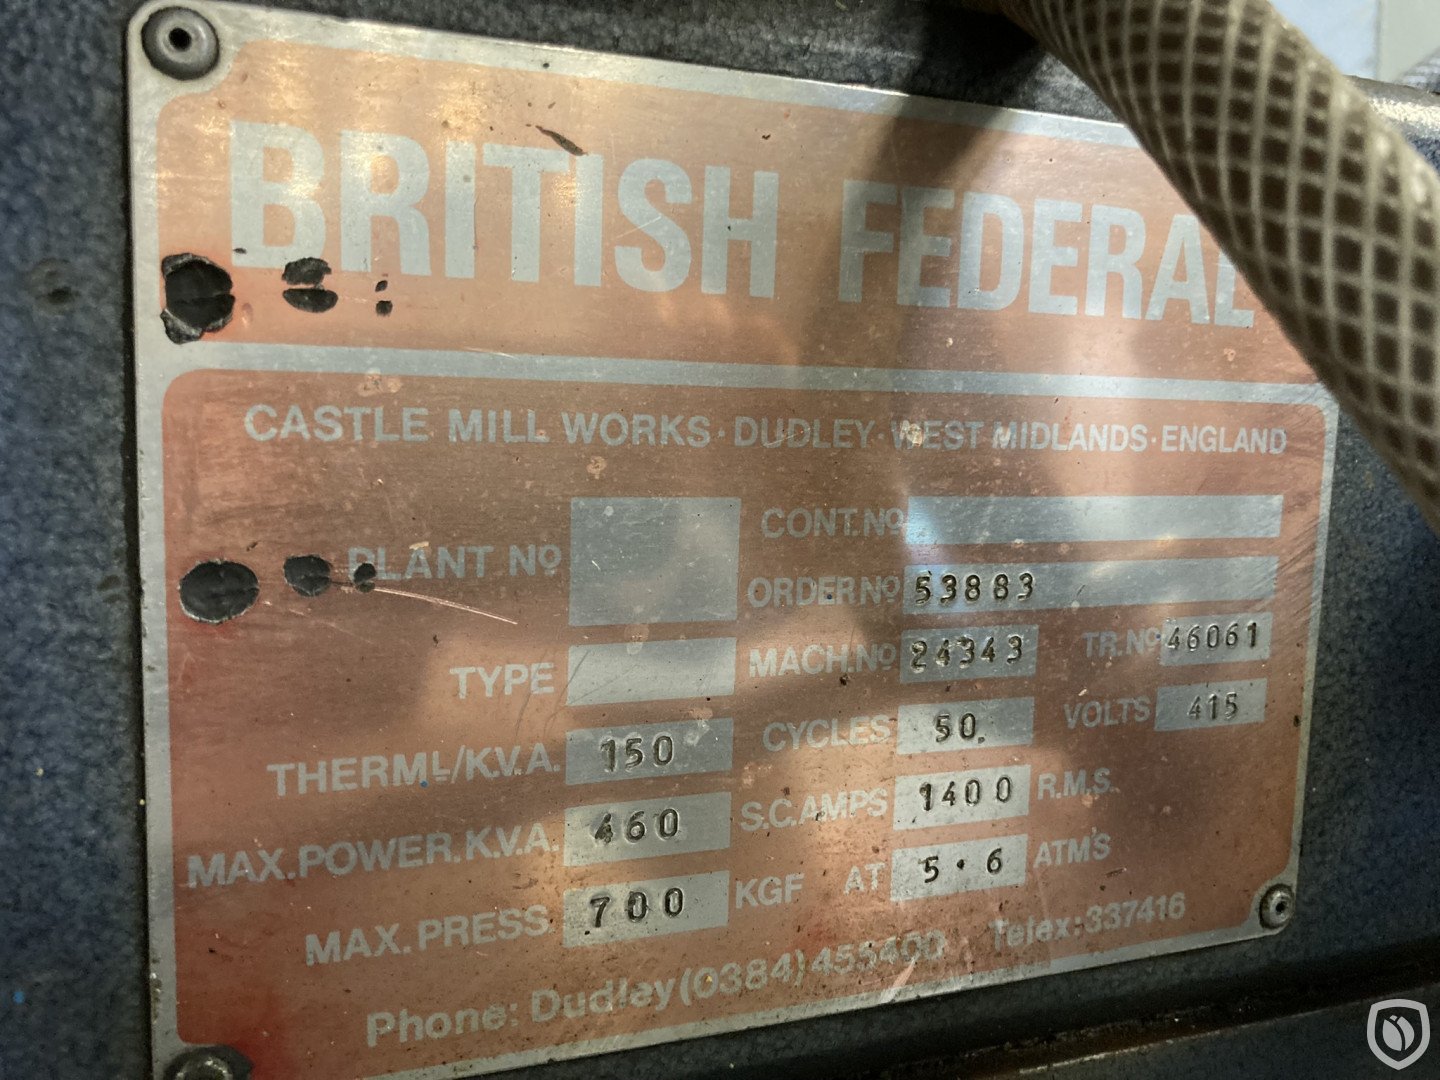 BRITISH FEDERAL
CASTLE MILL WORKS · DUDLEY · WEST MIDLANDS · ENGLAND
PLANT Nº CONT. Nº
ORDER Nº 53883
TYPE MACH. Nº 24343 TR. Nº 46061
THERML/K.V.A. 150 CYCLES 50 VOLTS 415
MAX. POWER. K.V.A. 460 S.C. AMPS 1400 R.M.S.
MAX. PRESS 700 KGF AT 5·6 ATM'S
Phone: Dudley (0384) 455400 · Telex: 337416